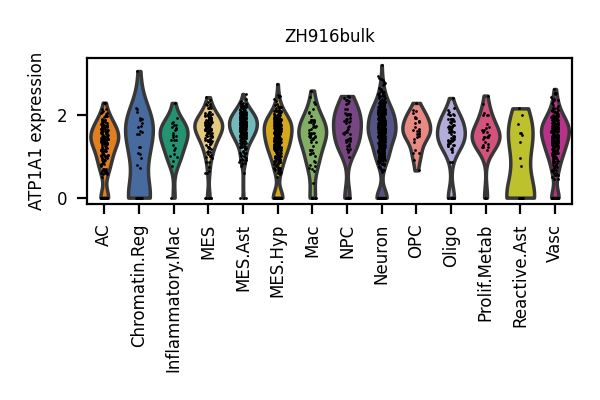 ZH916bulk
ATP1A1 expression
2
0
AC
Chromatin.Reg
Inflammatory.Mac
MES
MES.Ast
MES.Hyp
Mac
NPC
Neuron
OPC
Oligo
Prolif.Metab
Reactive.Ast
Vasc